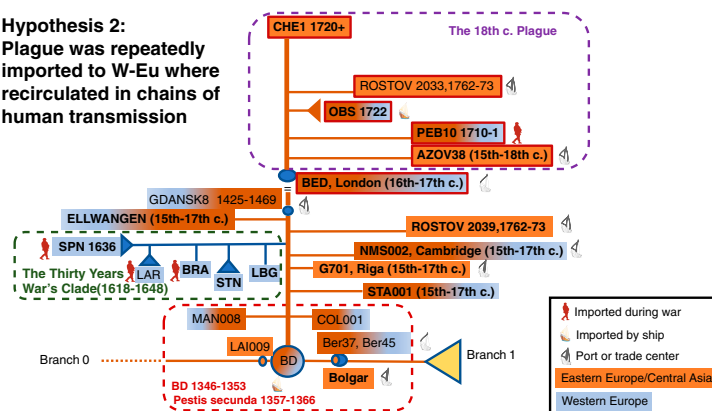 Hypothesis 2:
Plague was repeatedly
imported to W-Eu where
recirculated in chains of
human transmission
CHE1 1720+
The 18th c. Plague
ROSTOV 2033,1762-73
OBS 1722
PEB10 1710-1
AZOV38 (15th-18th c.)
BED, London (16th-17th c.)
=
GDANSK8 1425-1469
ELLWANGEN (15th-17th c.)
ROSTOV 2039,1762-73
SPN 1636
NMS002, Cambridge (15th-17th c.)
LAR
BRA
STN
LBG
G701, Riga (15th-17th c.)
The Thirty Years
War's Clade(1618-1648)
STA001 (15th-17th c.)
MAN008
COL001
LAI009
Ber37, Ber45
Branch 0
BD
Branch 1
Bolgar
BD 1346-1353
Pestis secunda 1357-1366
Imported during war
Imported by ship
Port or trade center
Eastern Europe/Central Asia
Western Europe